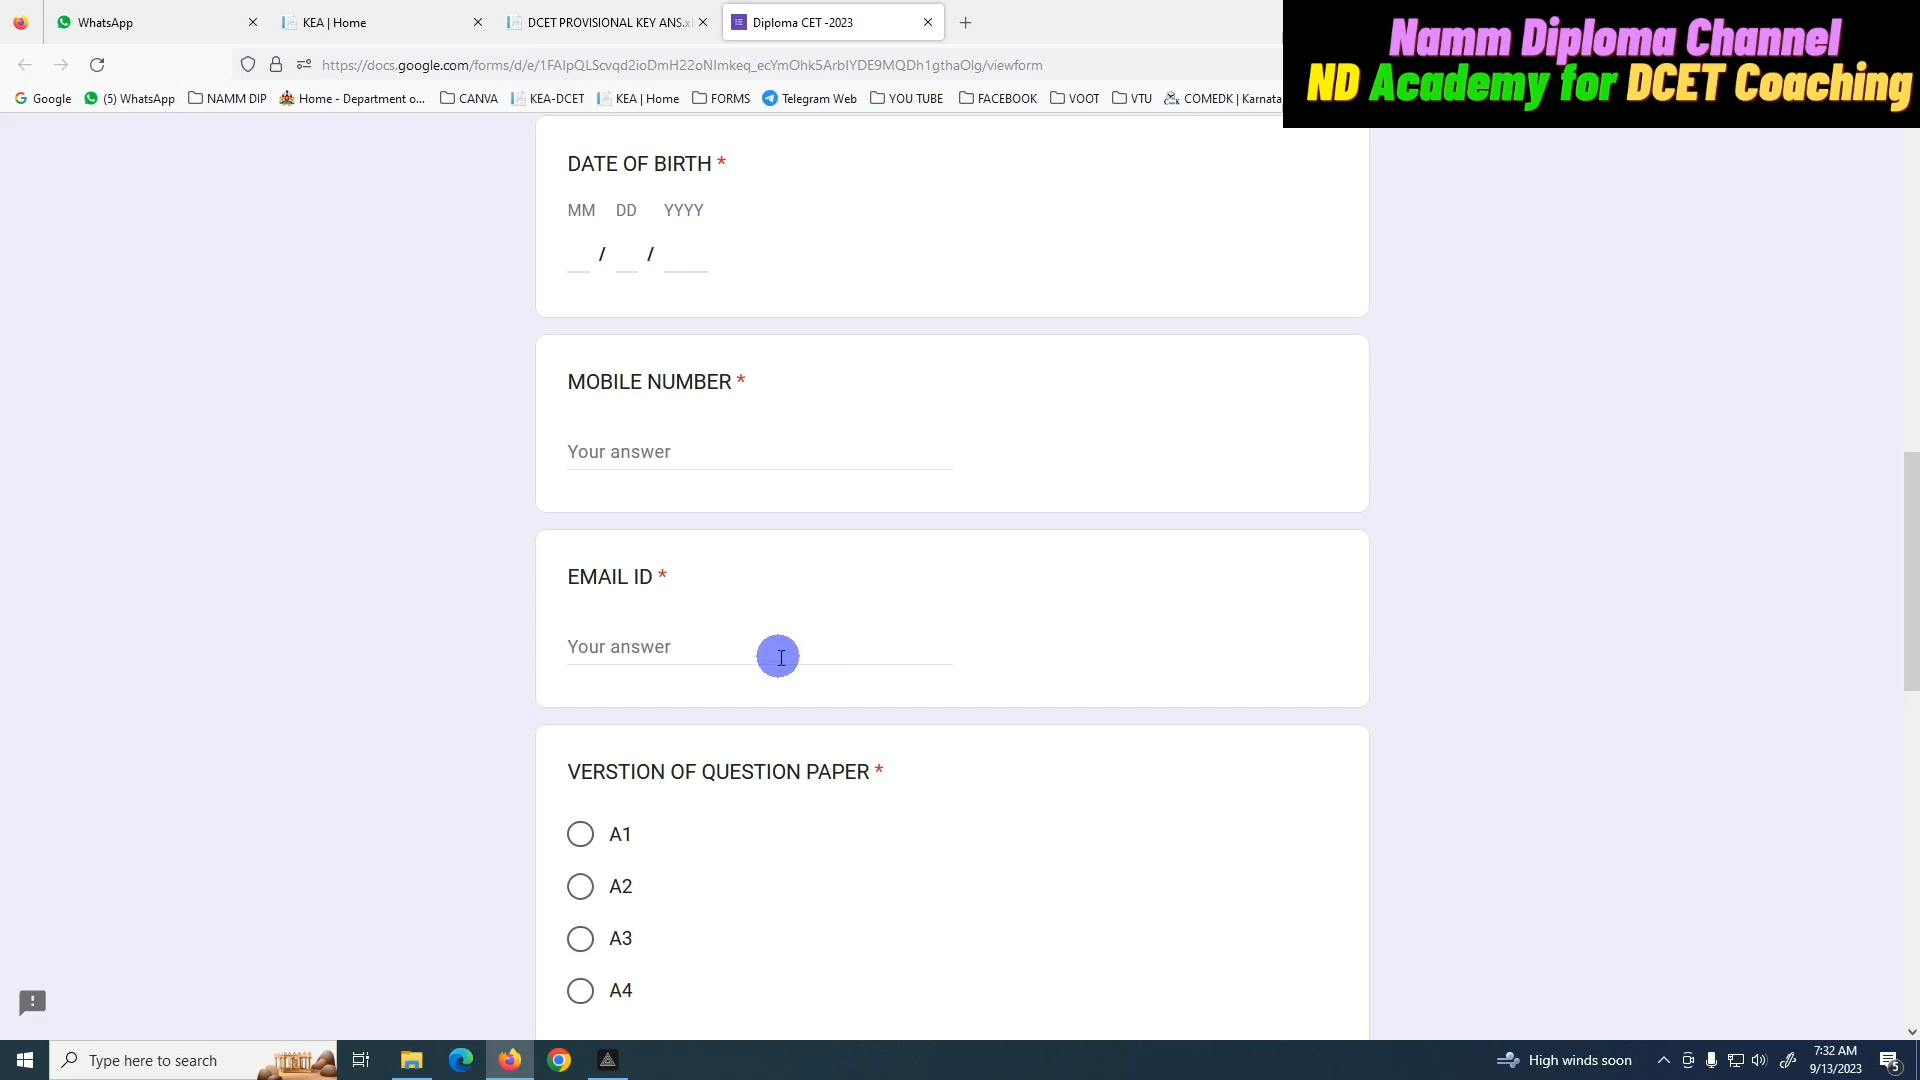 WhatsApp
KEA | Home
DCET PROVISIONAL KEY ANS.x
Diploma CET -2023
https://docs.google.com/forms/d/e/1FAIpQLScvqd2ioDmH22oNImkeq_ecYmOhk5ArbIYDE9MQDh1gthaOlg/viewform
Google
(5) WhatsApp
NAMM DIP
Home - Department o...
CANVA
KEA-DCET
KEA | Home
FORMS
Telegram Web
YOU TUBE
FACEBOOK
VOOT
VTU
COMEDK | Karnata
Namm Diploma Channel
ND Academy for DCET Coaching
DATE OF BIRTH *
MM DD YYYY
/ /
MOBILE NUMBER *
Your answer
EMAIL ID *
Your answer
VERSTION OF QUESTION PAPER *
A1
A2
A3
A4
Type here to search
High winds soon
7:32 AM
9/13/2023
5